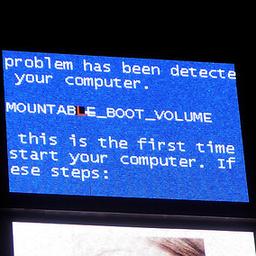 problem has been detecte
your computer.
MOUNTABLE_BOOT_VOLUME
this is the first time
start your computer. If
ese steps: